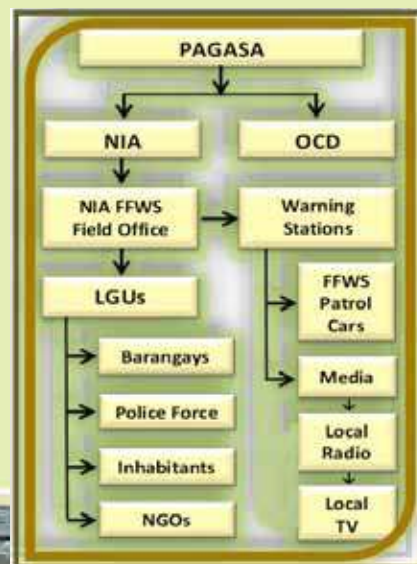 PAGASA
NIA
OCD
NIA FFWS
Field Office
Warning
Stations
LGUs
FFWS
Patrol
Cars
Barangays
Media
Police Force
Local
Radio
Inhabitants
Local
TV
NGOs